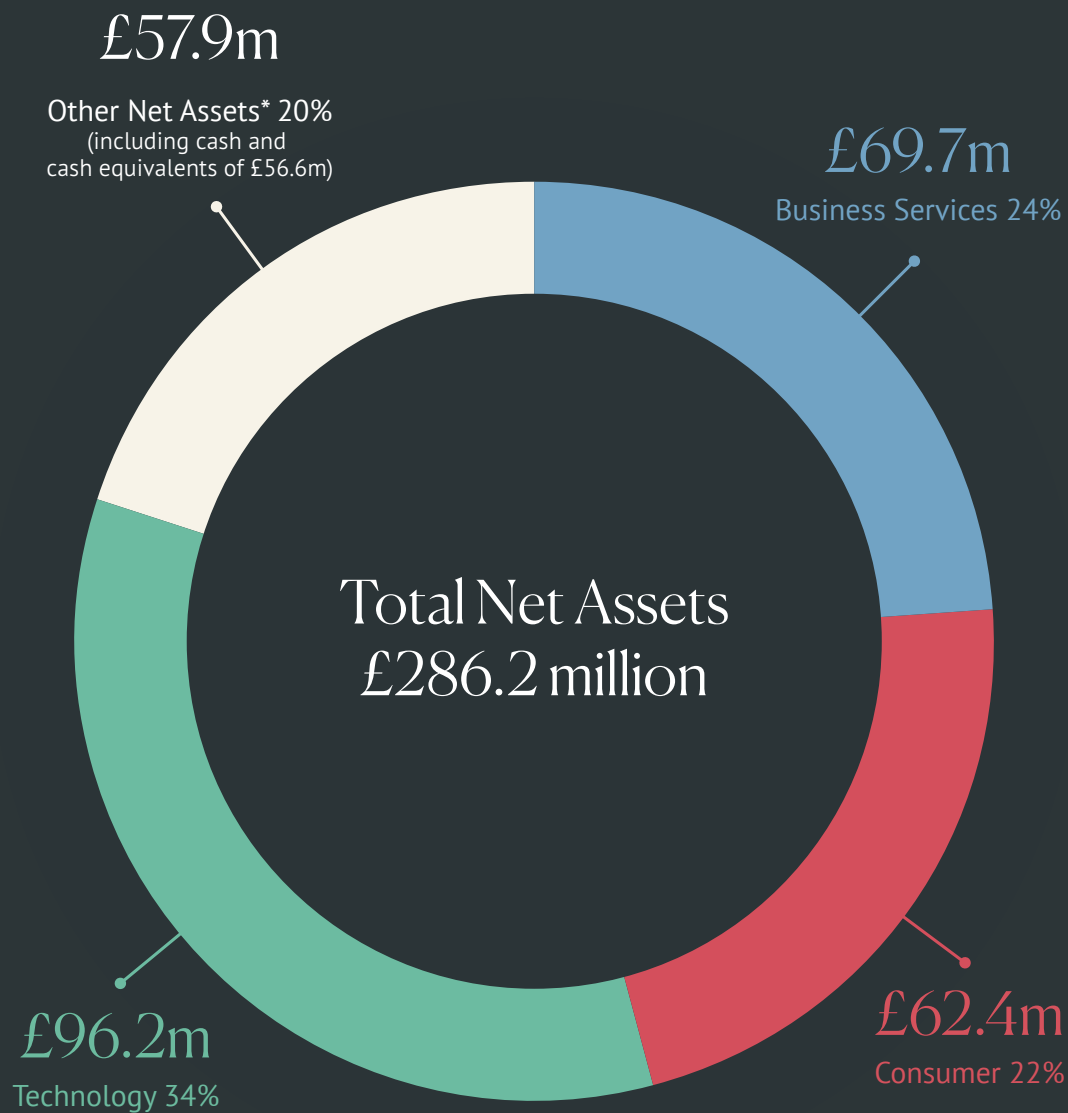 £57.9m
Other Net Assets* 20%
(including cash and
cash equivalents of £56.6m)
£69.7m
Business Services 24%
Total Net Assets
£286.2 million
£96.2m
Technology 34%
£62.4m
Consumer 22%